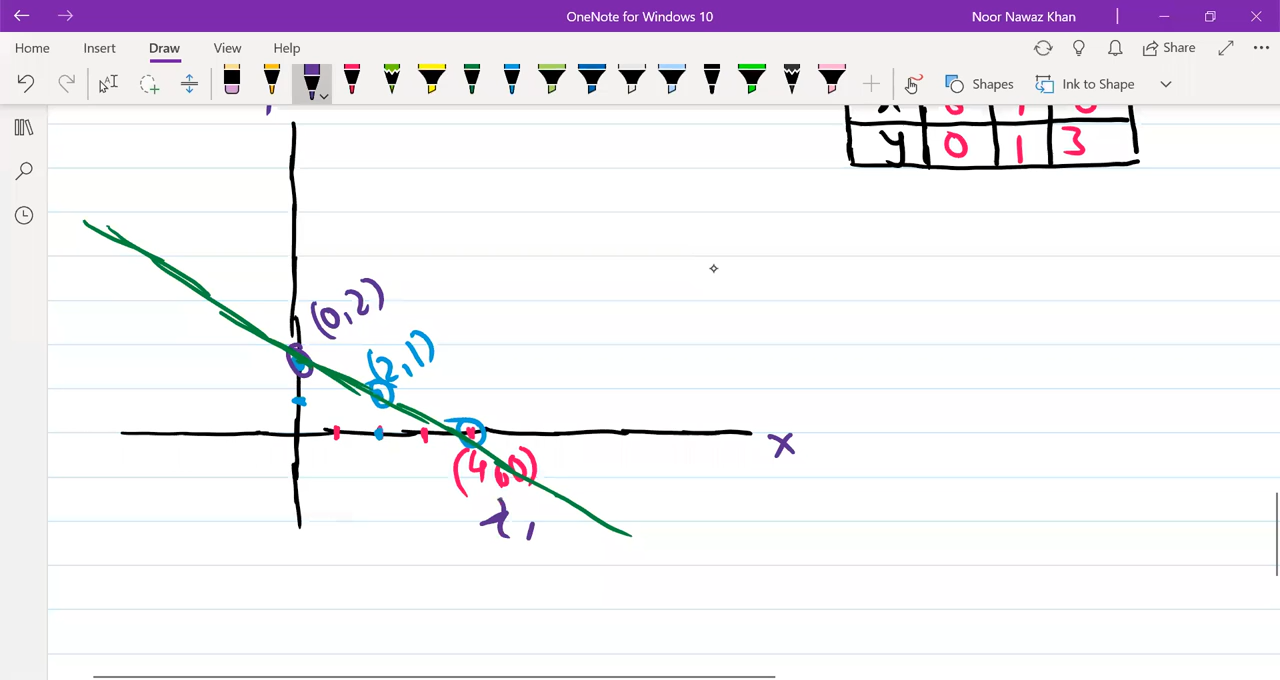 OneNote for Windows 10
Noor Nawaz Khan
Home Insert Draw View Help
Share
Shapes
Ink to Shape
y 0 1 3
(0,2)
(2,1)
x
(4,0)